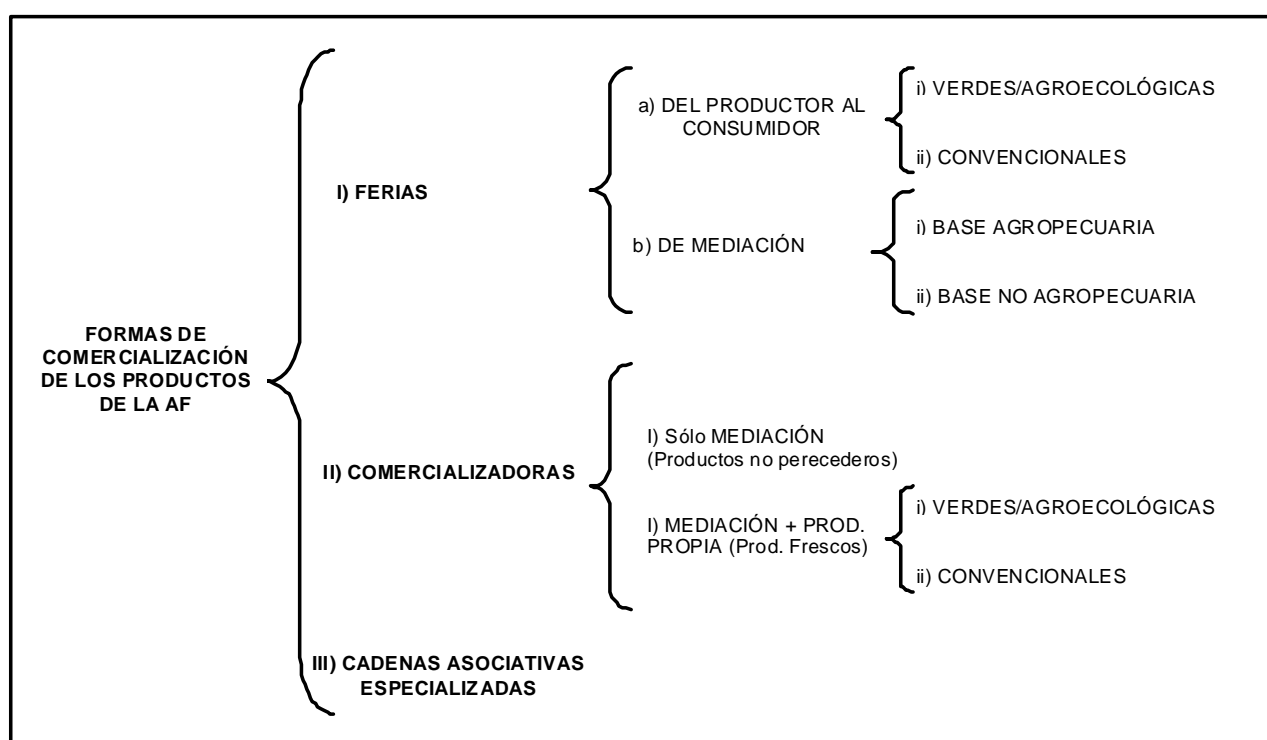 FORMAS DE
COMERCIALIZACIÓN
DE LOS PRODUCTOS
DE LA AF
I) FERIAS
a) DEL PRODUCTOR AL
CONSUMIDOR
i) VERDES/AGROECOLÓGICAS
ii) CONVENCIONALES
b) DE MEDIACIÓN
i) BASE AGROPECUARIA
ii) BASE NO AGROPECUARIA
II) COMERCIALIZADORAS
I) Sólo MEDIACIÓN
(Productos no perecederos)
I) MEDIACIÓN + PROD.
PROPIA (Prod. Frescos)
i) VERDES/AGROECOLÓGICAS
ii) CONVENCIONALES
III) CADENAS ASOCIATIVAS
ESPECIALIZADAS